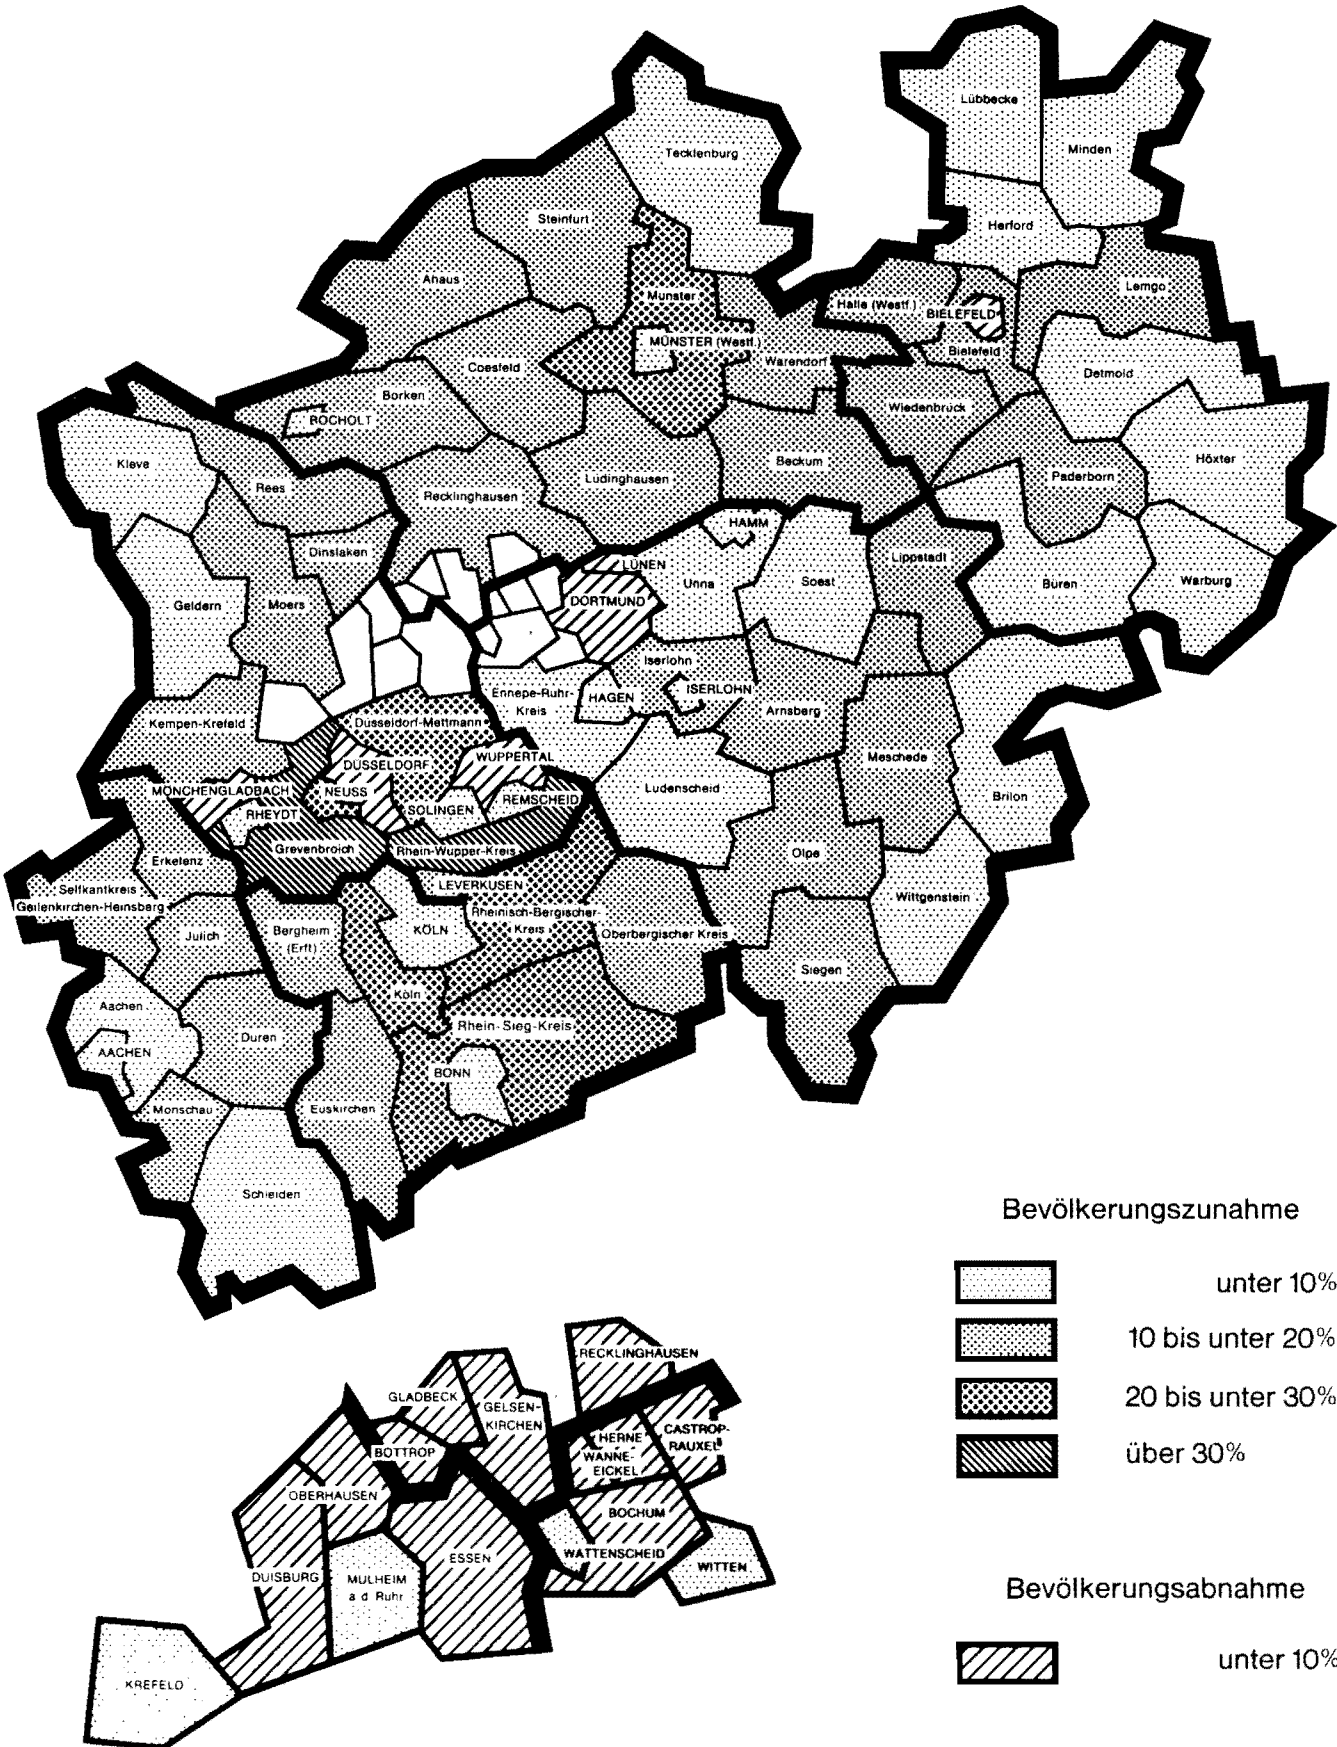 Lübbecke
Minden
Tecklenburg
Herford
Steinfurt
Ahaus
Lemgo
Munster
Halle (Westf.)
BIELEFELD
MÜNSTER (Westf.)
Bielefeld
Warendorf
Coesfeld
Detmold
Borken
Wiedenbrück
BOCHOLT
Kleve
Beckum
Höxter
Rees
Ludinghausen
Paderborn
Recklinghausen
HAMM
Dinslaken
Lippstadt
LÜNEN
Unna
Soest
Büren
Warburg
Geldern
Moers
DORTMUND
Iserlohn
Ennepe-Ruhr-
Kreis
HAGEN
ISERLOHN
Arnsberg
Kempen-Krefeld
Düsseldorf-Mettmann
WUPPERTAL
Meschede
DÜSSELDORF
MÖNCHENGLADBACH
NEUSS
Ludenscheid
Brilon
SOLINGEN
REMSCHEID
RHEYDT
Grevenbroich
Rhein-Wupper-Kreis
Olpe
Erkelenz
Selfkantkreis
Geilenkirchen-Heinsberg
LEVERKUSEN
Wittgenstein
Rheinisch-Bergischer
Kreis
Julich
Bergheim
(Erft)
KÖLN
Oberbergischer Kreis
Siegen
Köln
Aachen
Rhein-Sieg-Kreis
Duren
AACHEN
BONN
Monschau
Euskirchen
Schleiden
Bevölkerungszunahme
unter 10%
10 bis unter 20%
20 bis unter 30%
über 30%
RECKLINGHAUSEN
GLADBECK
GELSEN-
KIRCHEN
CASTROP-
RAUXEL
HERNE
WANNE-
EICKEL
BOTTROP
OBERHAUSEN
BOCHUM
WATTENSCHEID
ESSEN
WITTEN
DUISBURG
MÜLHEIM
a d Ruhr
KREFELD
Bevölkerungsabnahme
unter 10%